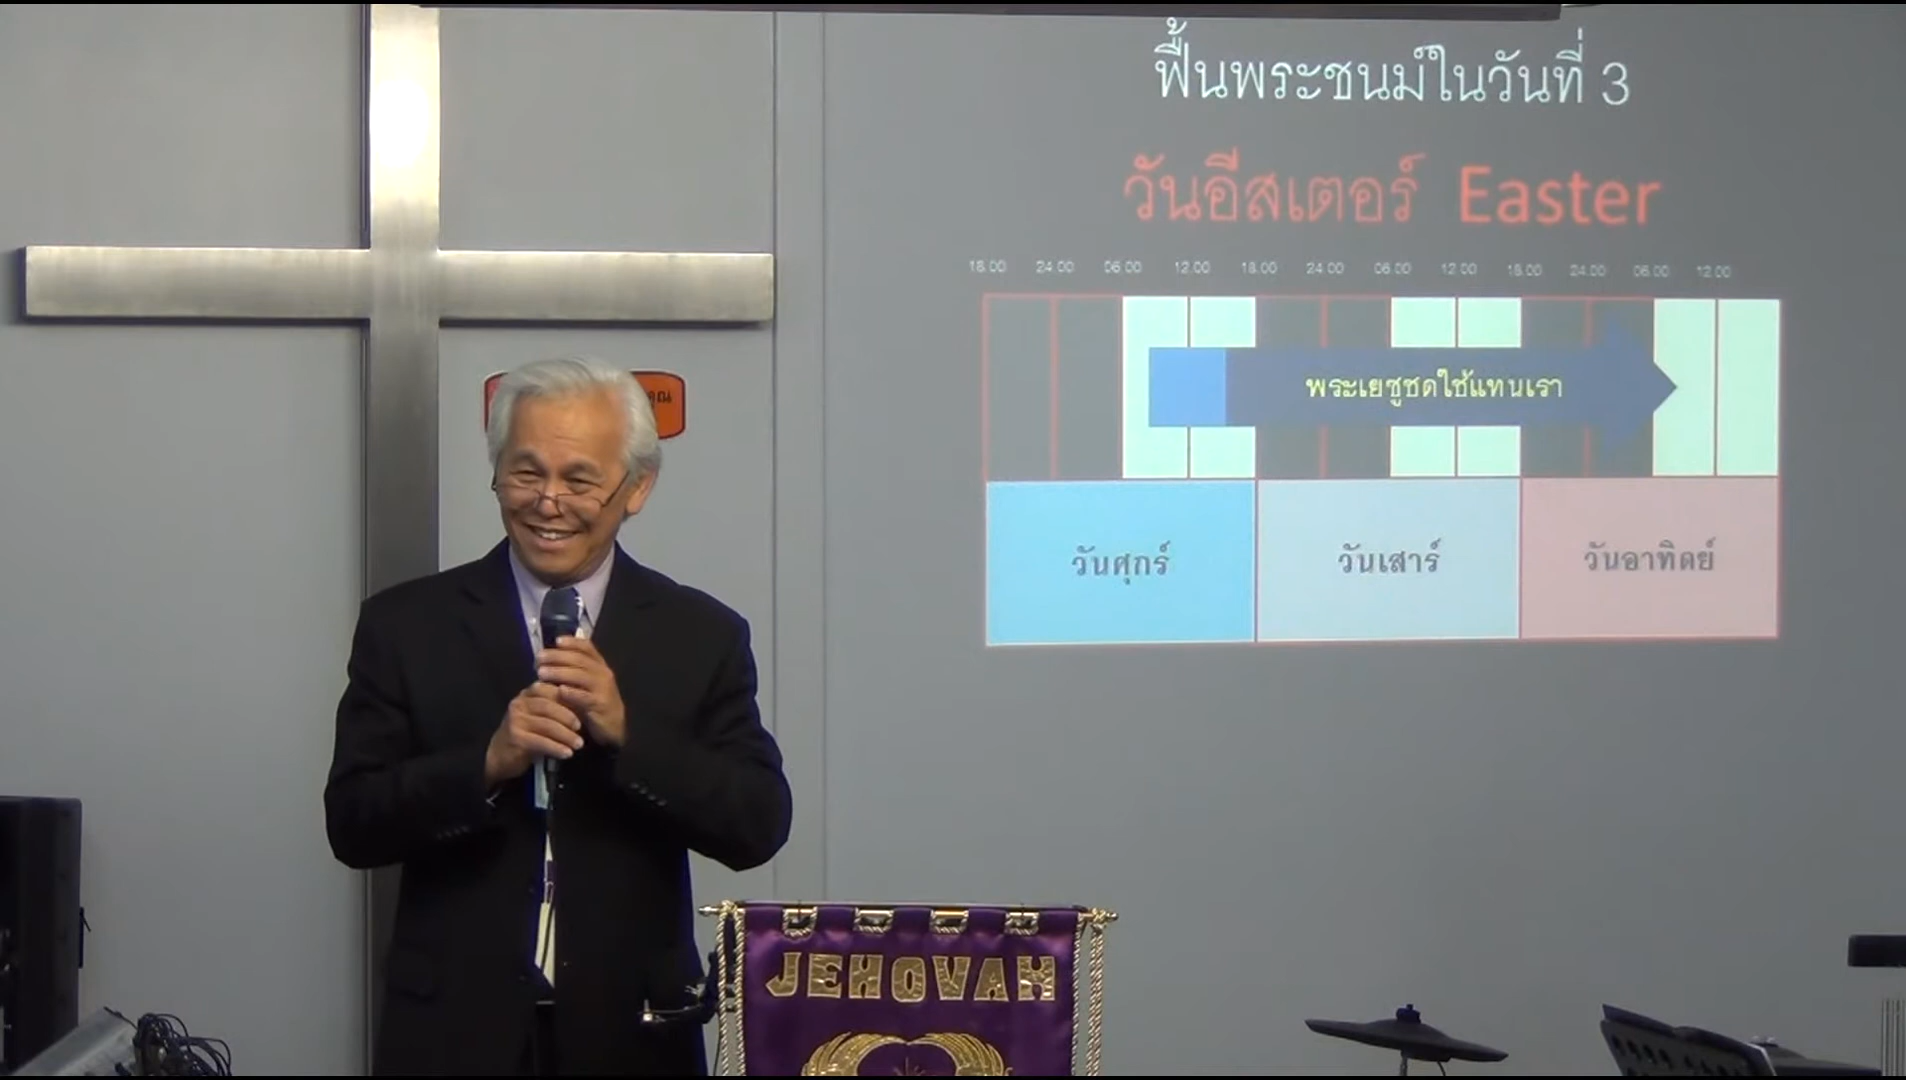 ฟื้นพระชนม์ในวันที่ 3
วันอีสเตอร์ Easter
18.00 24.00 06.00 12.00 18.00 24.00 06.00 12.00 18.00 24.00 06.00 12.00
พระเยซูชดใช้แทนเรา
วันศุกร์ วันเสาร์ วันอาทิตย์
คุณ
JEHOVAH